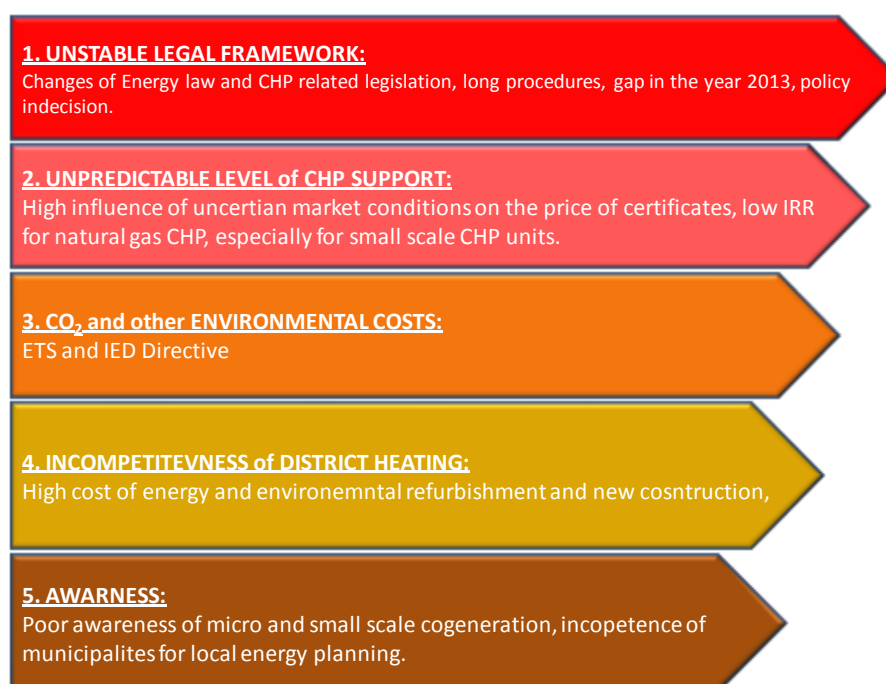 1. UNSTABLE LEGAL FRAMEWORK:
Changes of Energy law and CHP related legislation, long procedures, gap in the year 2013, policy
indecision.
2. UNPREDICTABLE LEVEL of CHP SUPPORT:
High influence of uncertian market conditions on the price of certificates, low IRR
for natural gas CHP, especially for small scale CHP units.
3. CO₂ and other ENVIRONMENTAL COSTS:
ETS and IED Directive
4. INCOMPETITEVNESS of DISTRICT HEATING:
High cost of energy and environemntal refurbishment and new cosntruction,
5. AWARNESS:
Poor awareness of micro and small scale cogeneration, incopetence of
municipalites for local energy planning.